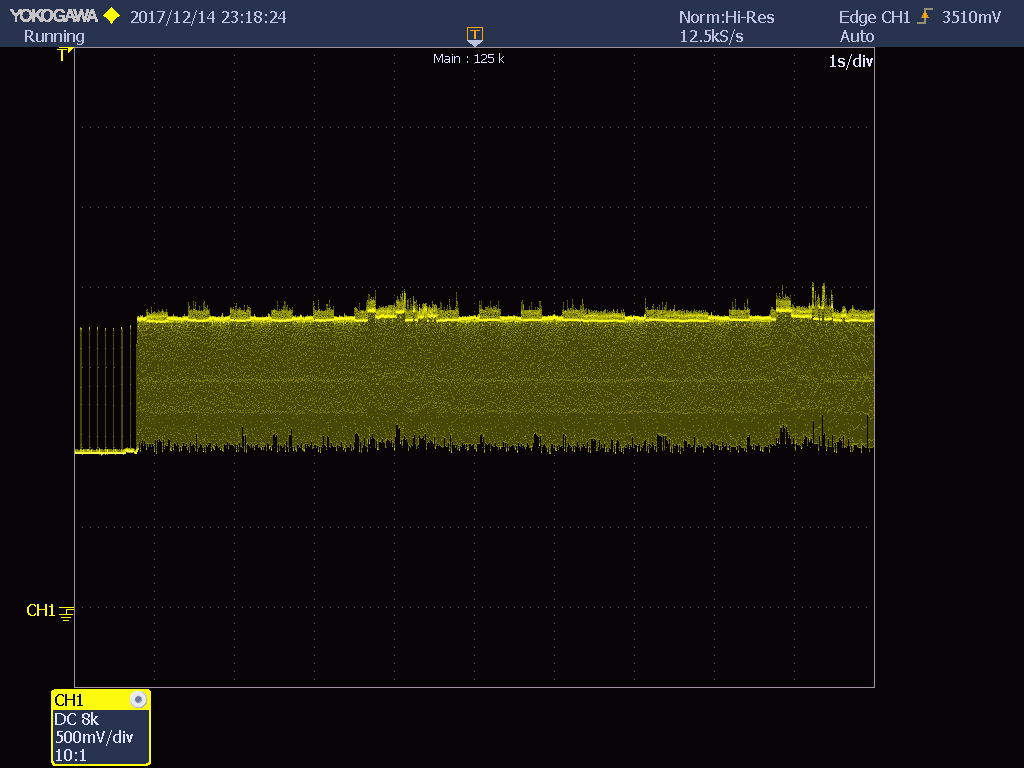 YOKOGAWA 2017/12/14 23:18:24 Norm:Hi-Res Edge CH1 3510mV
Running 12.5kS/s Auto
T
T
Main : 125 k
1s/div
CH1
CH1
DC 8k
500mV/div
10:1